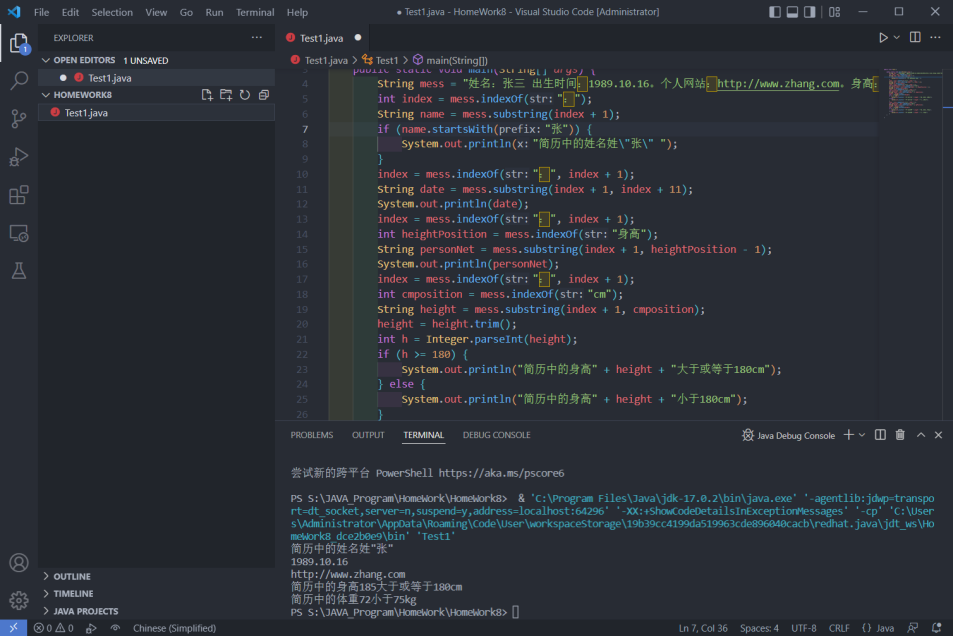 File Edit Selection View Go Run Terminal Help
● Test1.java - HomeWork8 - Visual Studio Code [Administrator]
EXPLORER
OPEN EDITORS 1 UNSAVED
Test1.java
HOMEWORK8
Test1.java
OUTLINE
TIMELINE
JAVA PROJECTS
1
Test1.java
Test1.java > Test1 > main(String[])
3 public static void main(String[] args) {
4 String mess = "姓名：张三 出生时间：1989.10.16。个人网站：http://www.zhang.com。身高：
5 int index = mess.indexOf(str: "：");
6 String name = mess.substring(index + 1);
7 if (name.startsWith(prefix: "张")) {
8 System.out.println(x: "简历中的姓名姓\"张\" ");
9 }
10 index = mess.indexOf(str: "：", index + 1);
11 String date = mess.substring(index + 1, index + 11);
12 System.out.println(date);
13 index = mess.indexOf(str: "：", index + 1);
14 int heightPosition = mess.indexOf(str: "身高");
15 String personNet = mess.substring(index + 1, heightPosition - 1);
16 System.out.println(personNet);
17 index = mess.indexOf(str: "：", index + 1);
18 int cmposition = mess.indexOf(str: "cm");
19 String height = mess.substring(index + 1, cmposition);
20 height = height.trim();
21 int h = Integer.parseInt(height);
22 if (h >= 180) {
23 System.out.println("简历中的身高" + height + "大于或等于180cm");
24 } else {
25 System.out.println("简历中的身高" + height + "小于180cm");
26 }
PROBLEMS OUTPUT TERMINAL DEBUG CONSOLE
Java Debug Console
尝试新的跨平台 PowerShell https://aka.ms/pscore6
PS S:\JAVA_Program\HomeWork\HomeWork8> & 'C:\Program Files\Java\jdk-17.0.2\bin\java.exe' '-agentlib:jdwp=transpo
rt=dt_socket,server=n,suspend=y,address=localhost:64296' '-XX:+ShowCodeDetailsInExceptionMessages' '-cp' 'C:\User
s\Administrator\AppData\Roaming\Code\User\workspaceStorage\19b39cc4199da519963cde896040cacb\redhat.java\jdt_ws\Ho
meWork8_dce2b0e9\bin' 'Test1'
简历中的姓名姓"张"
1989.10.16
http://www.zhang.com
简历中的身高185大于或等于180cm
简历中的体重72小于75kg
PS S:\JAVA_Program\HomeWork\HomeWork8>
0 0 Chinese (Simplified) Ln 7, Col 36 Spaces: 4 UTF-8 CRLF {} Java